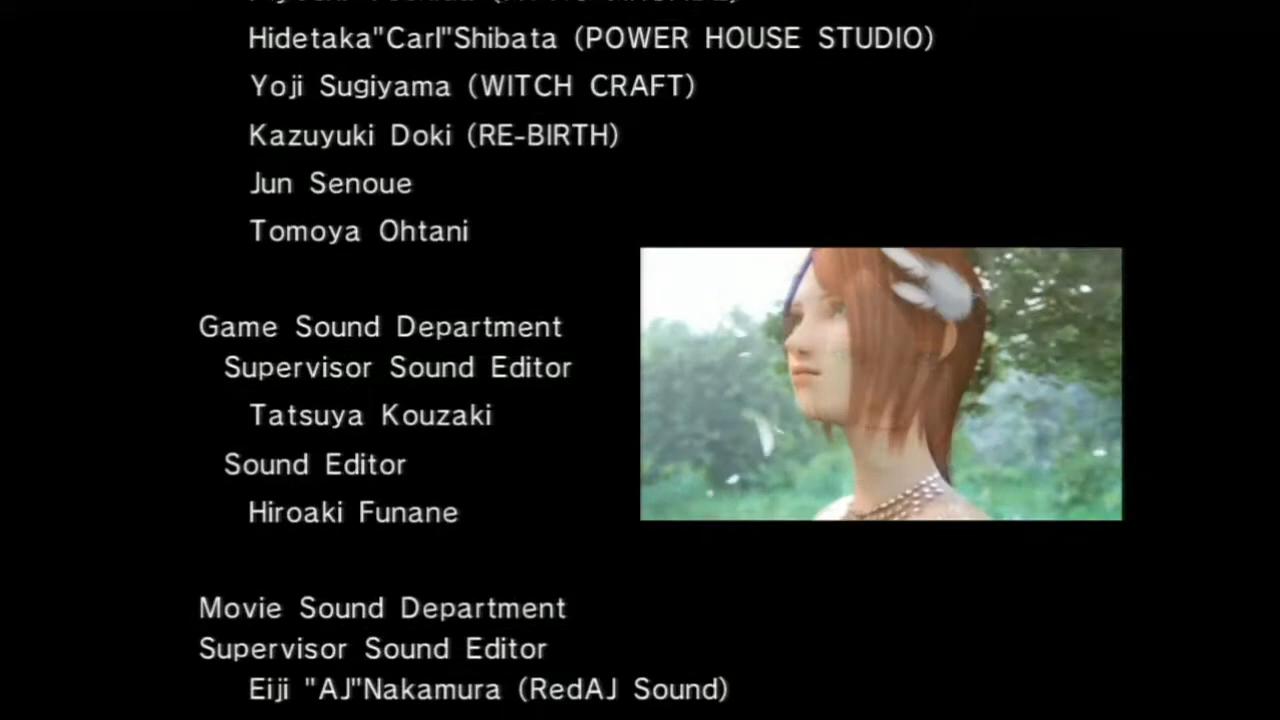 Hidetaka"Carl"Shibata (POWER HOUSE STUDIO)
Yoji Sugiyama (WITCH CRAFT)
Kazuyuki Doki (RE-BIRTH)
Jun Senoue
Tomoya Ohtani
Game Sound Department
Supervisor Sound Editor
Tatsuya Kouzaki
Sound Editor
Hiroaki Funane
Movie Sound Department
Supervisor Sound Editor
Eiji "AJ"Nakamura (RedAJ Sound)